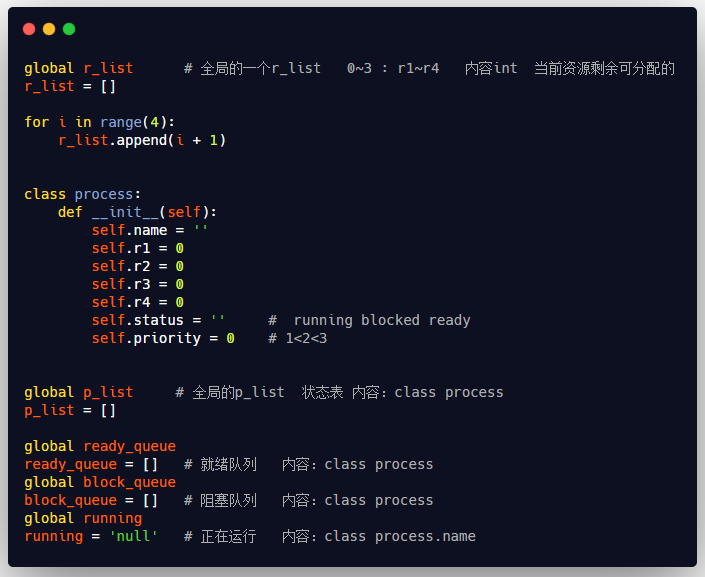 global r_list      # 全局的一个r_list   0~3 : r1~r4   内容int  当前资源剩余可分配的
r_list = []
for i in range(4):
    r_list.append(i + 1)
class process:
    def __init__(self):
        self.name = ''
        self.r1 = 0
        self.r2 = 0
        self.r3 = 0
        self.r4 = 0
        self.status = ''     #  running blocked ready
        self.priority = 0    # 1<2<3
global p_list     # 全局的p_list  状态表 内容：class process
p_list = []
global ready_queue
ready_queue = []   # 就绪队列   内容：class process
global block_queue
block_queue = []   # 阻塞队列   内容：class process
global running
running = 'null'   # 正在运行   内容：class process.name